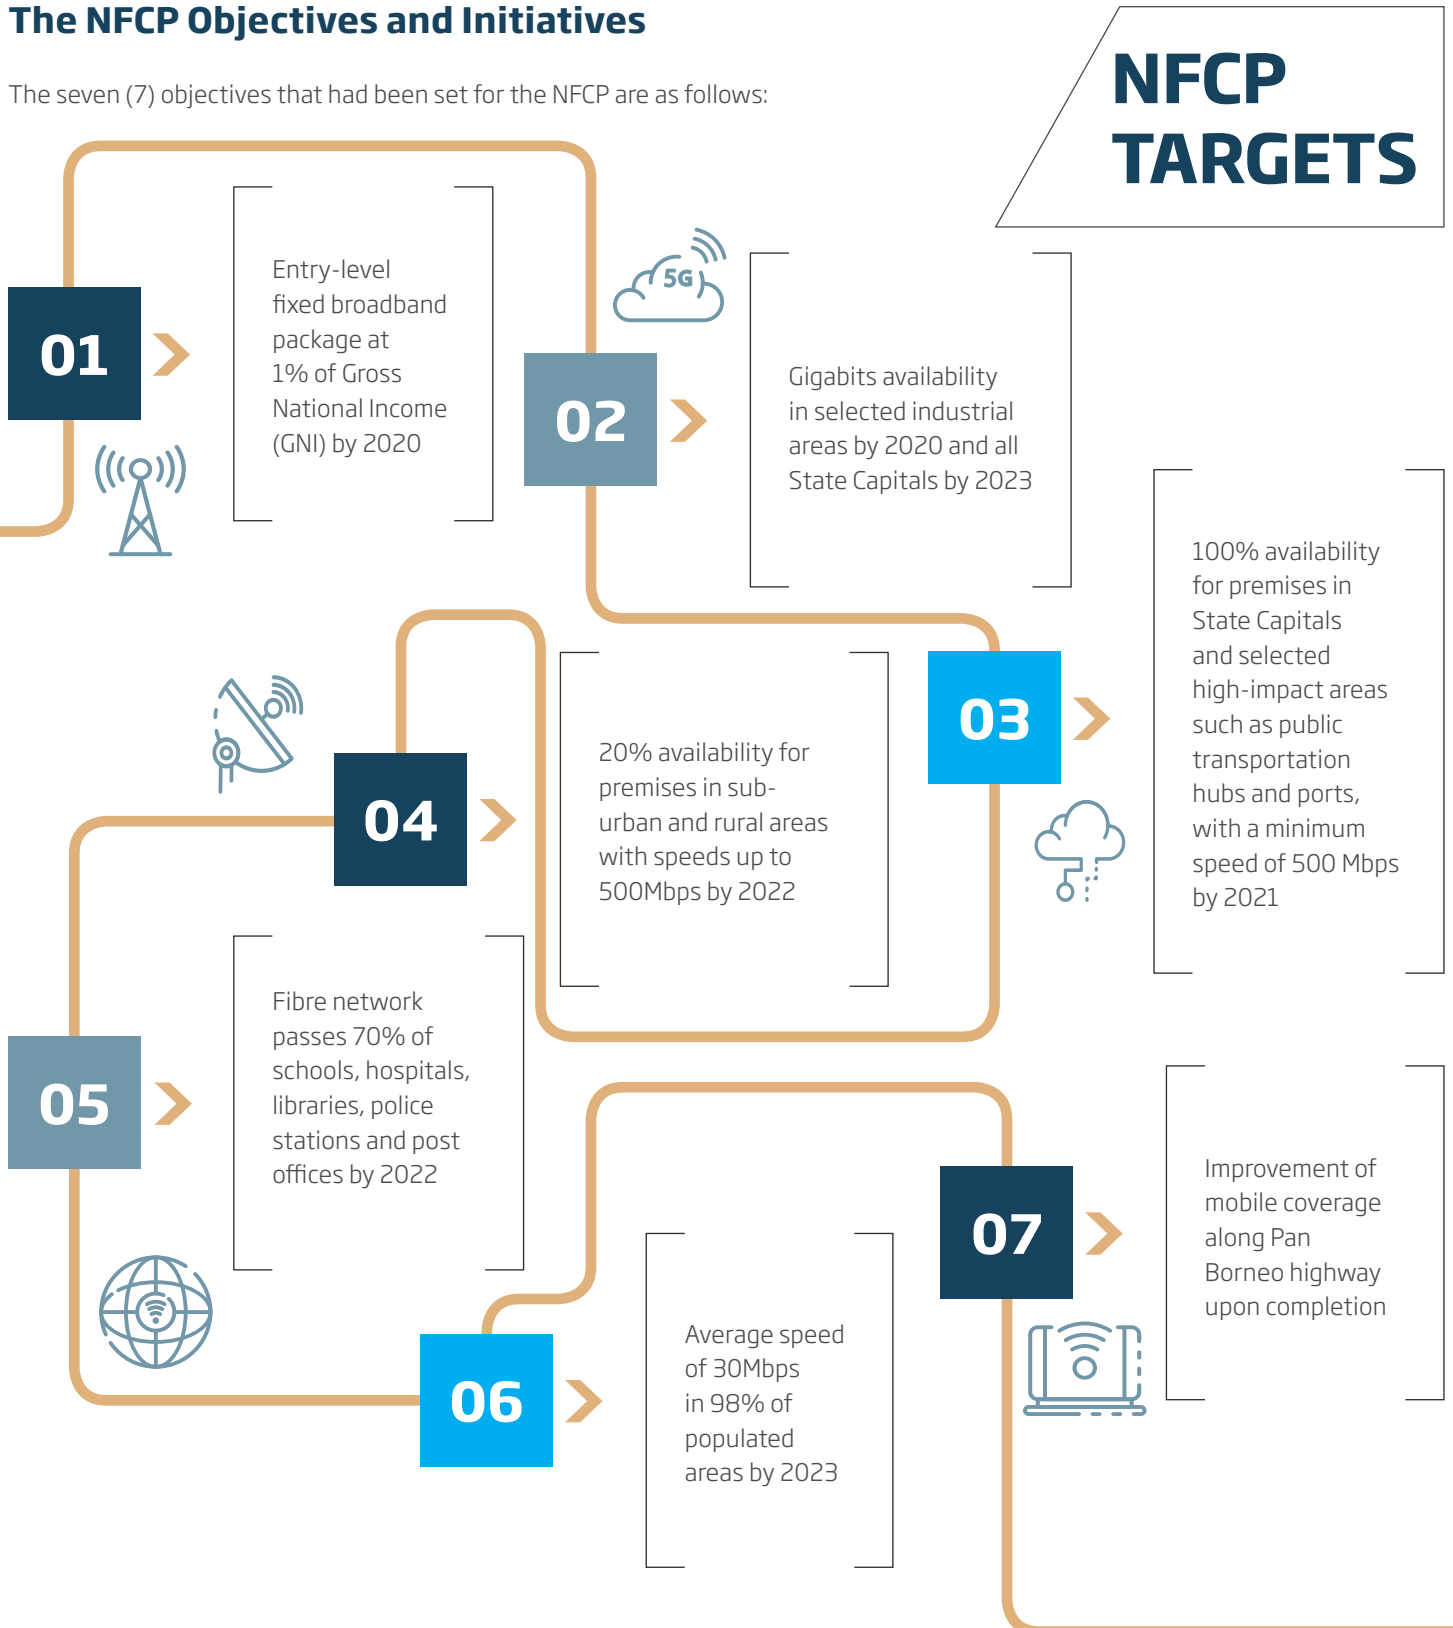 The NFCP Objectives and Initiatives
The seven (7) objectives that had been set for the NFCP are as follows:
NFCP
TARGETS
01
Entry-level
fixed broadband
package at
1% of Gross
National Income
(GNI) by 2020
5G
02
Gigabits availability
in selected industrial
areas by 2020 and all
State Capitals by 2023
03
100% availability
for premises in
State Capitals
and selected
high-impact areas
such as public
transportation
hubs and ports,
with a minimum
speed of 500 Mbps
by 2021
04
20% availability for
premises in sub-
urban and rural areas
with speeds up to
500Mbps by 2022
05
Fibre network
passes 70% of
schools, hospitals,
libraries, police
stations and post
offices by 2022
06
Average speed
of 30Mbps
in 98% of
populated
areas by 2023
07
Improvement of
mobile coverage
along Pan
Borneo highway
upon completion